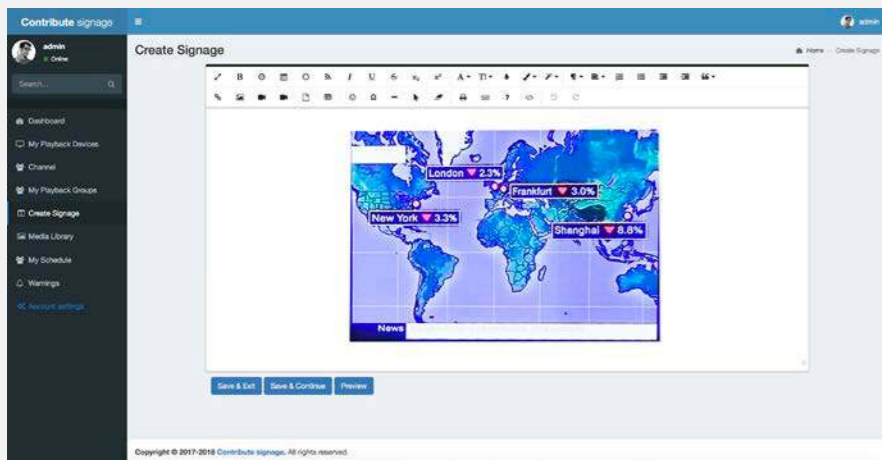 Contribute signage
admin
admin
Online
Create Signage
Home
Create Signage
Search...
Dashboard
My Playback Devices
Channel
My Playback Groups
Create Signage
Media Library
My Schedule
Warnings
Account settings
London ▼ 2.3%
Frankfurt ▼ 3.0%
New York ▼ 3.3%
Shanghai ▼ 8.8%
News
Save & Exit
Save & Continue
Preview
Copyright © 2017-2018 Contribute signage. All rights reserved.